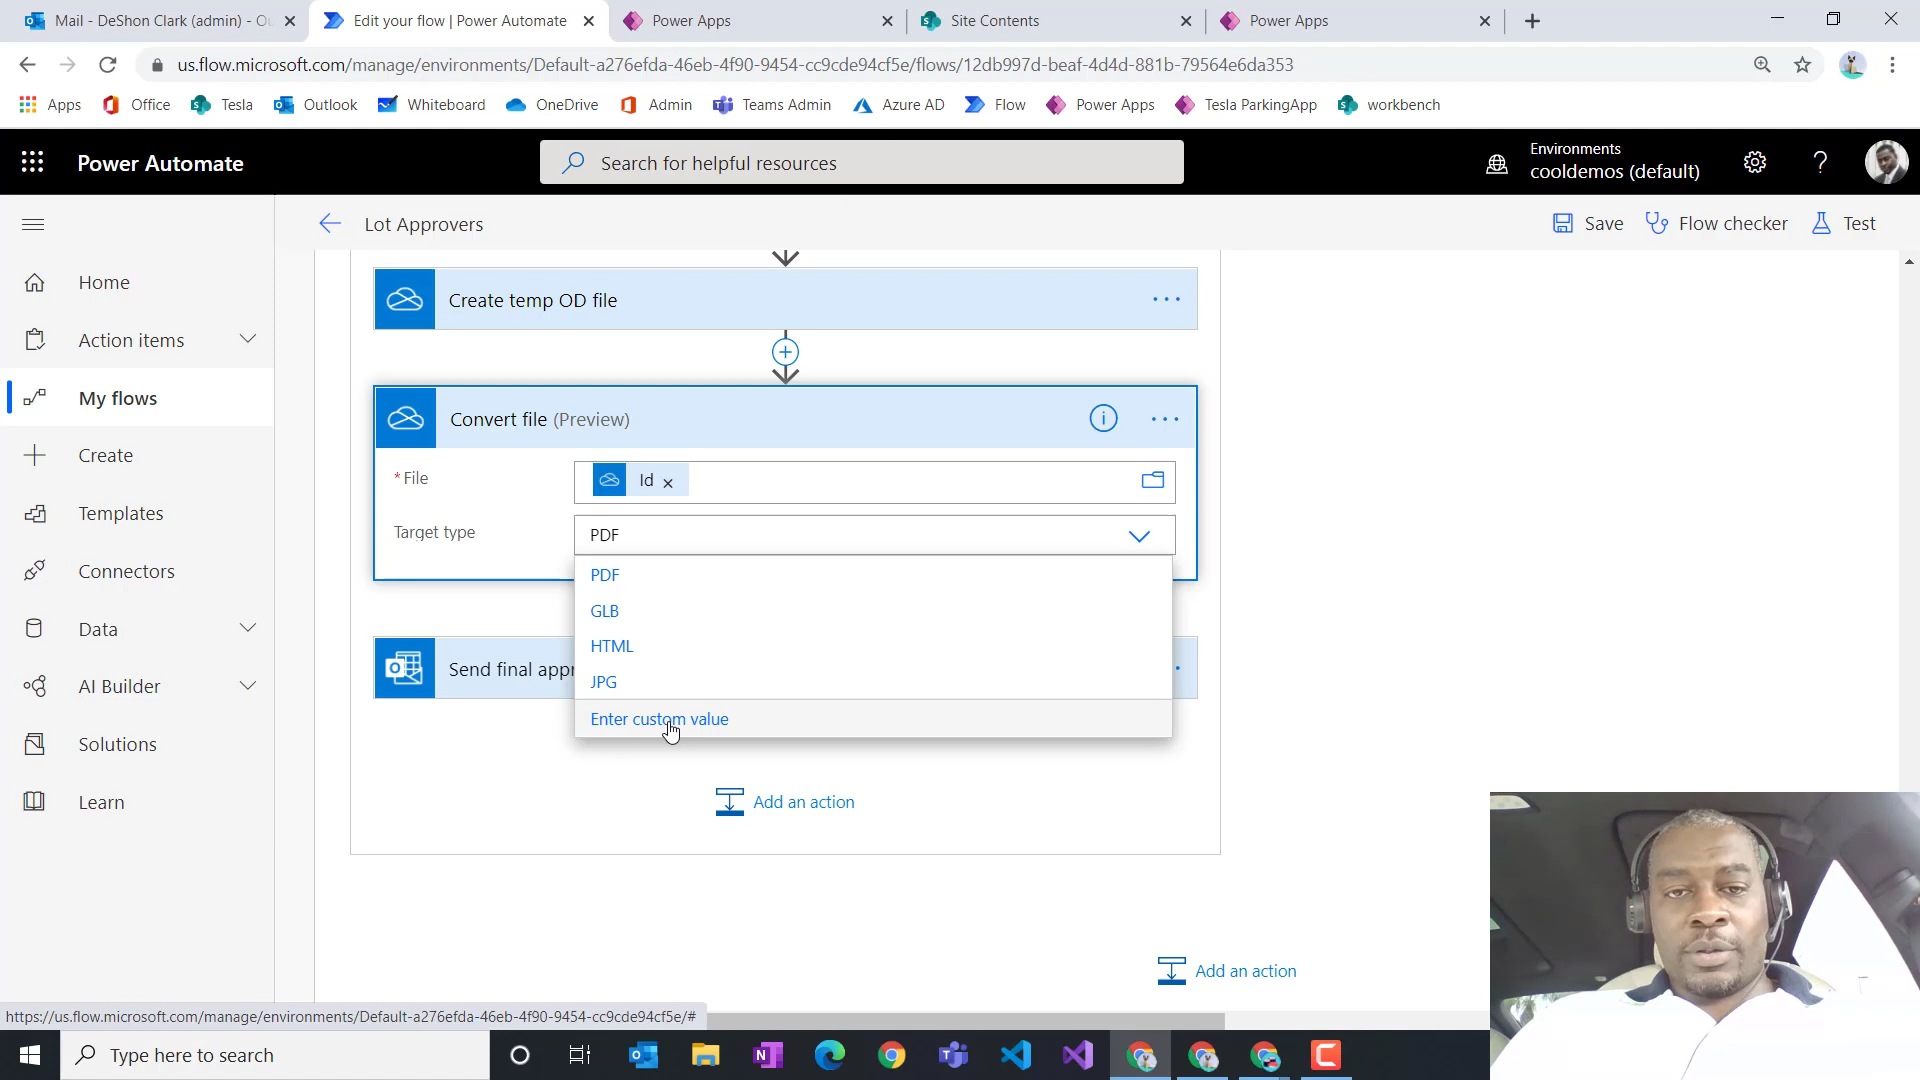 Mail - DeShon Clark (admin) - Ou
Edit your flow | Power Automate
Power Apps
Site Contents
Power Apps
us.flow.microsoft.com/manage/environments/Default-a276efda-46eb-4f90-9454-cc9cde94cf5e/flows/12db997d-beaf-4d4d-881b-79564e6da353
Apps
Office
Tesla
Outlook
Whiteboard
OneDrive
Admin
Teams Admin
Azure AD
Flow
Power Apps
Tesla ParkingApp
workbench
Power Automate
Search for helpful resources
Environments
cooldemos (default)
Lot Approvers
Save
Flow checker
Test
Home
Action items
My flows
Create
Templates
Connectors
Data
AI Builder
Solutions
Learn
Create temp OD file
Convert file (Preview)
* File
Id
Target type
PDF
PDF
GLB
HTML
JPG
Enter custom value
Send final appr
Add an action
Add an action
https://us.flow.microsoft.com/manage/environments/Default-a276efda-46eb-4f90-9454-cc9cde94cf5e/#
Type here to search